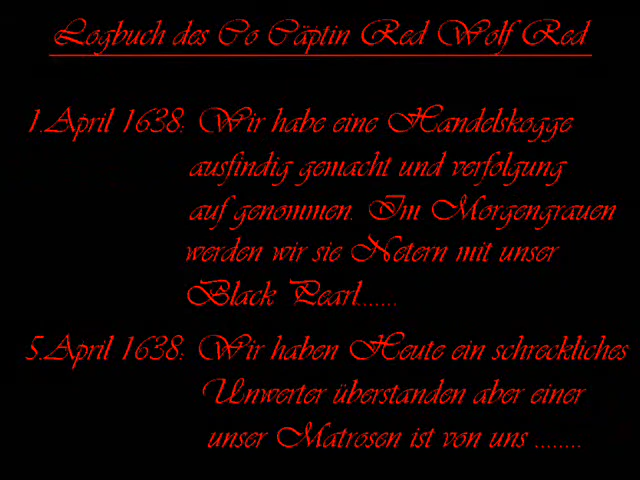 Logbuch des Co Cäptin Red Wolf Red
1.April 1638: Wir habe eine Handelskogge
ausfindig gemacht und verfolgung
auf genommen. Im Morgengrauen
werden wir sie Netern mit unser
Black Pearl.......
5.April 1638: Wir haben Heute ein schreckliches
Unwerter überstanden aber einer
unser Matrosen ist von uns ........